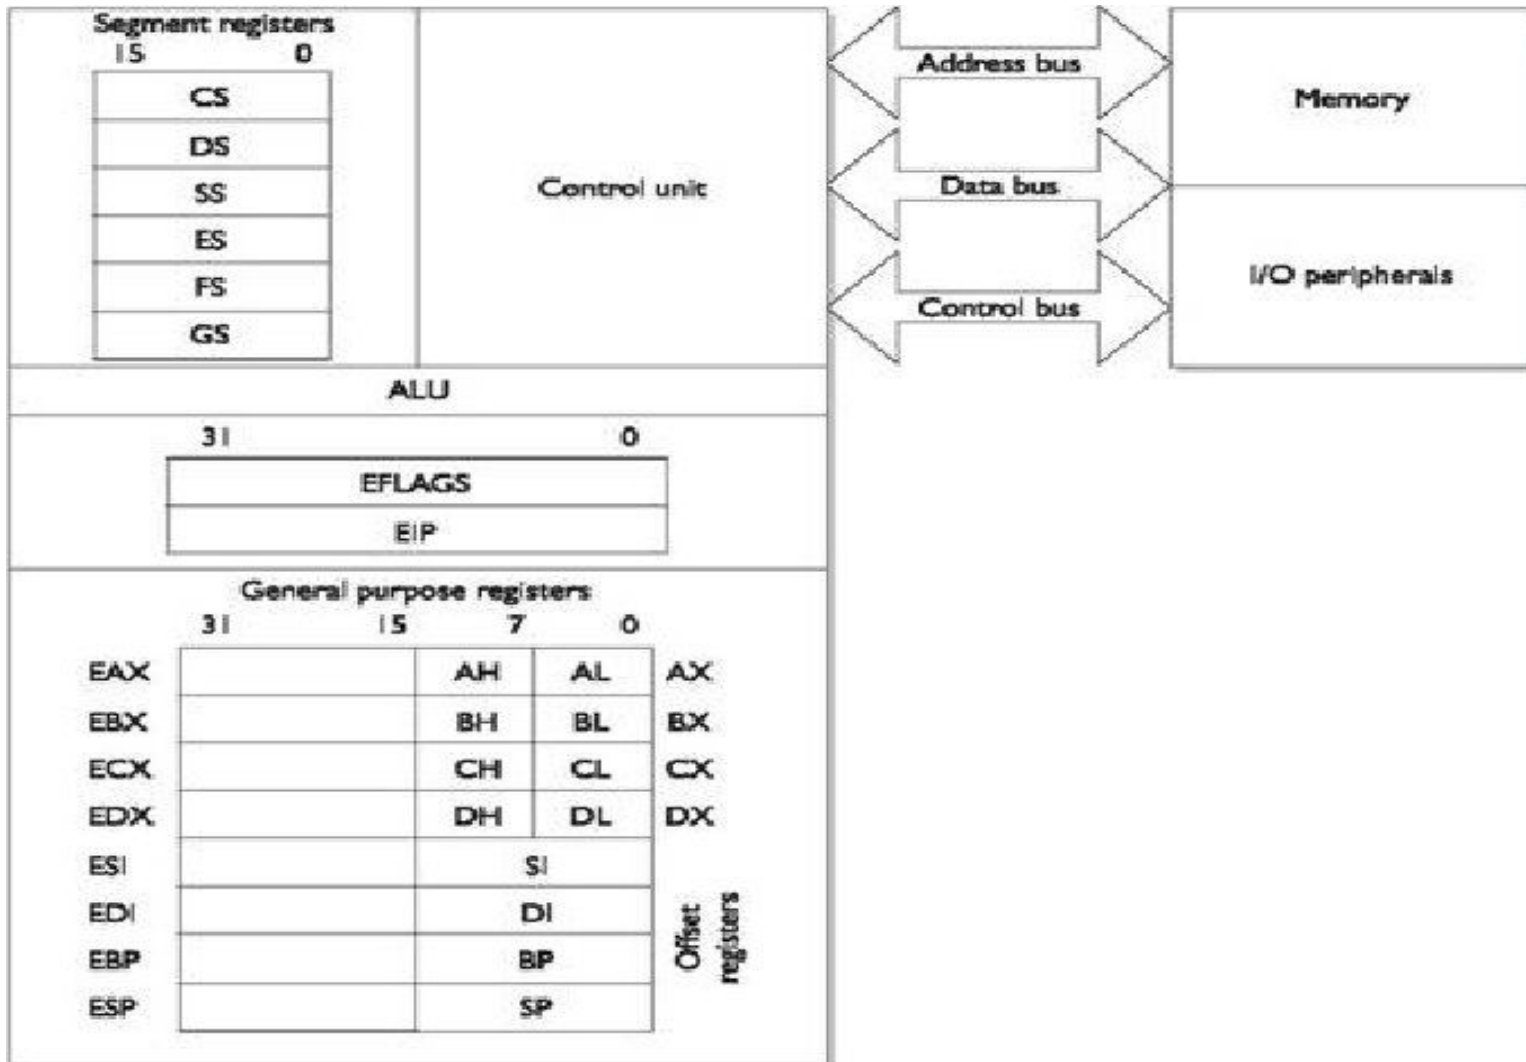 Segment registers
15 0
CS
DS
SS
ES
FS
GS
Control unit
Address bus
Data bus
Control bus
Memory
I/O peripherals
ALU
31 0
EFLAGS
EIP
General purpose registers
31 15 7 0
EAX AH AL AX
EBX BH BL BX
ECX CH CL CX
EDX DH DL DX
ESI SI
EDI DI
EBP BP
ESP SP
Offset
registers